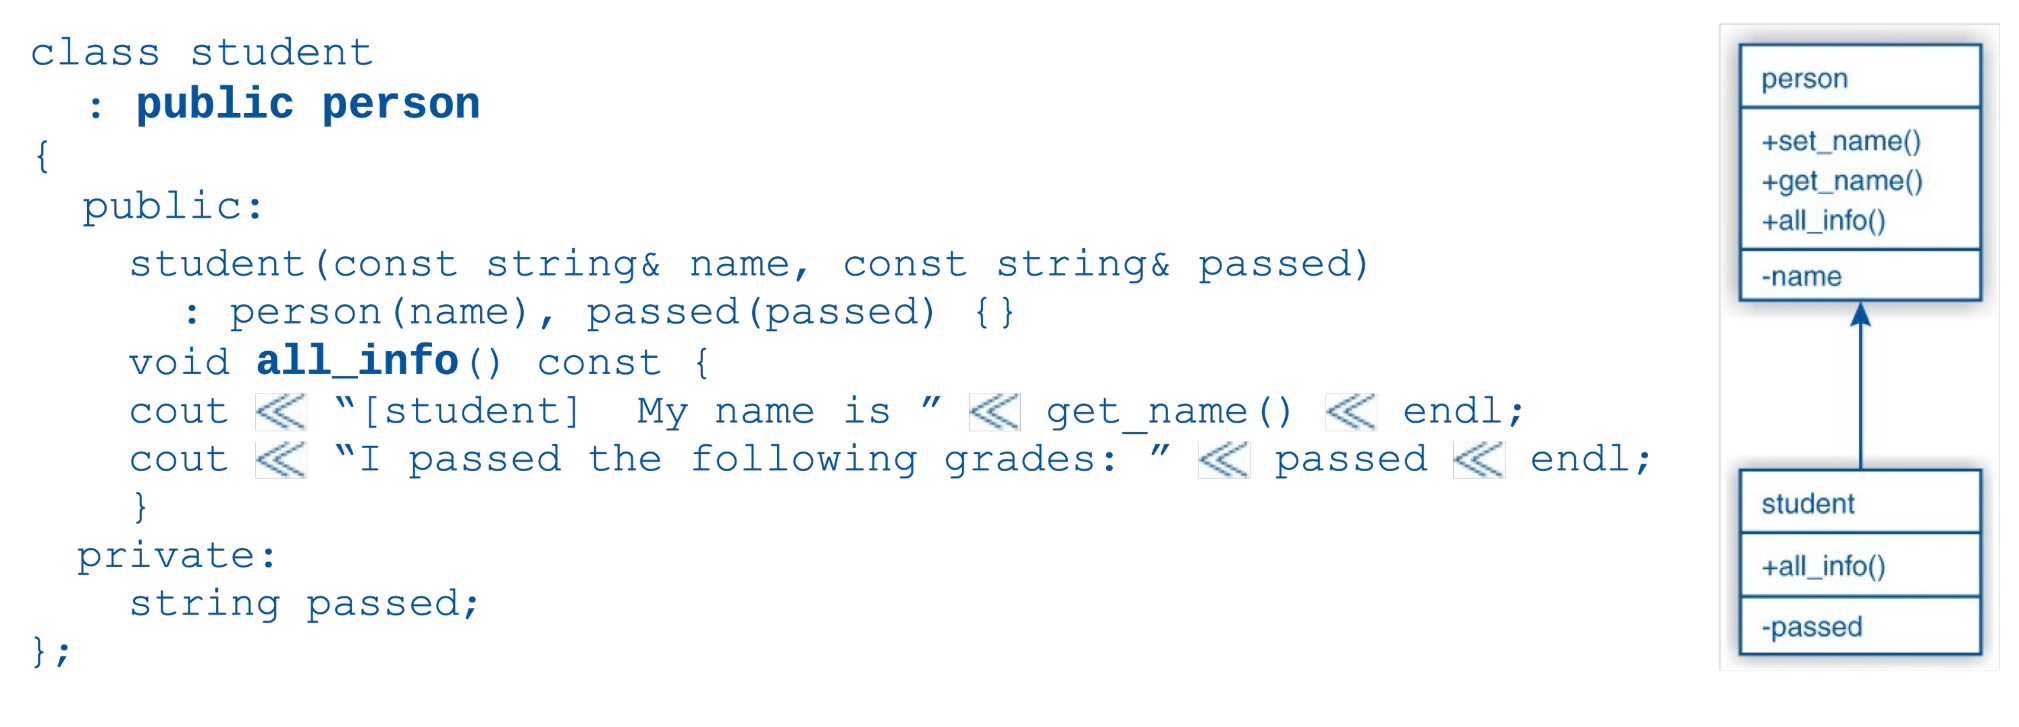 class student
: public person
{
public:
student(const string& name, const string& passed)
: person(name), passed(passed) {}
void all_info() const {
cout ≪ “[student]  My name is ” ≪ get_name() ≪ endl;
cout ≪ “I passed the following grades: ” ≪ passed ≪ endl;
}
private:
string passed;
};
person
+set_name()
+get_name()
+all_info()
-name
student
+all_info()
-passed